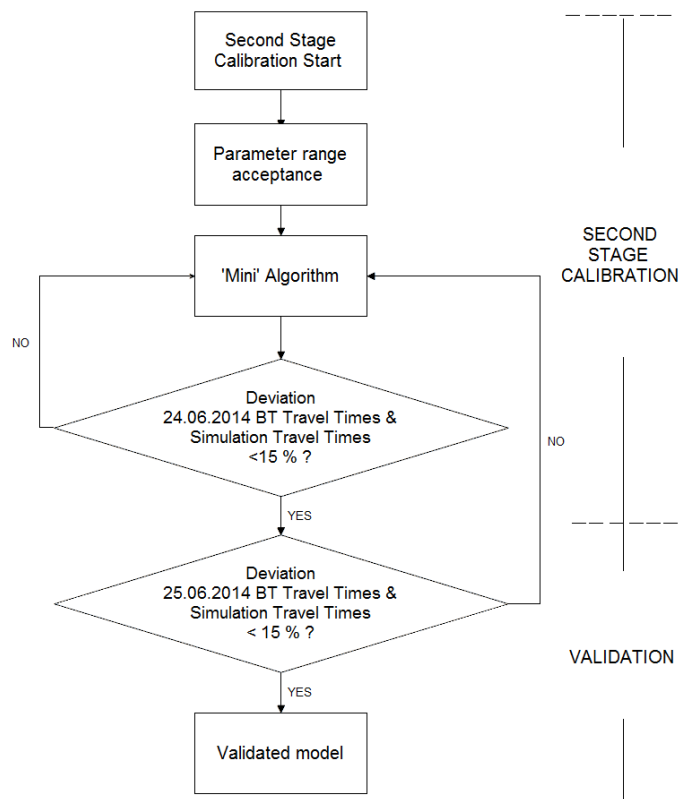 Second Stage
Calibration Start
Parameter range
acceptance
SECOND
STAGE
CALIBRATION
'Mini' Algorithm
NO
Deviation
24.06.2014 BT Travel Times &
Simulation Travel Times
<15 % ?
NO
YES
Deviation
25.06.2014 BT Travel Times &
Simulation Travel Times
< 15 % ?
VALIDATION
YES
Validated model